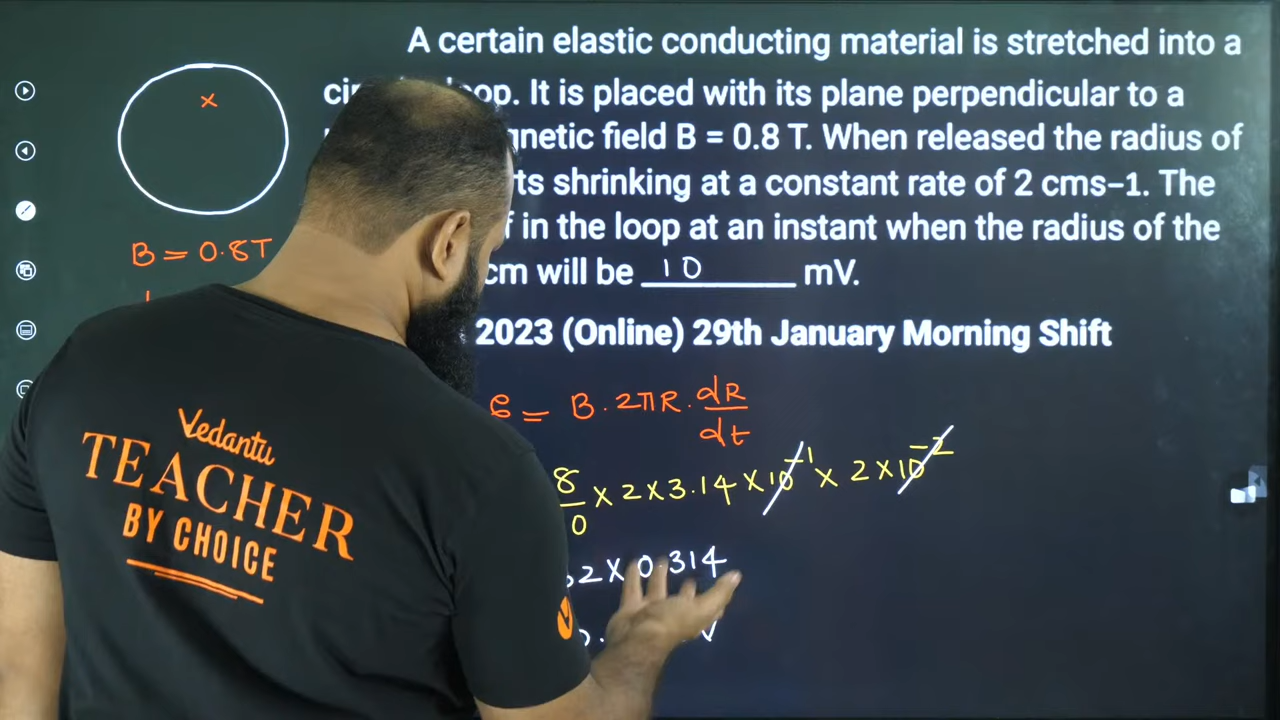 A certain elastic conducting material is stretched into a
loop. It is placed with its plane perpendicular to a
magnetic field B = 0.8 T. When released the radius of
shrinking at a constant rate of 2 cms–1. The
in the loop at an instant when the radius of the
cm will be 10 mV.
2023 (Online) 29th January Morning Shift
×
B = 0.8T
ε = B. 2πR. dR
dt
8 × 2 × 3.14 × 10⁻¹ × 2 × 10⁻²
0
2 × 0.314
V
Vedantu
TEACHER
BY CHOICE